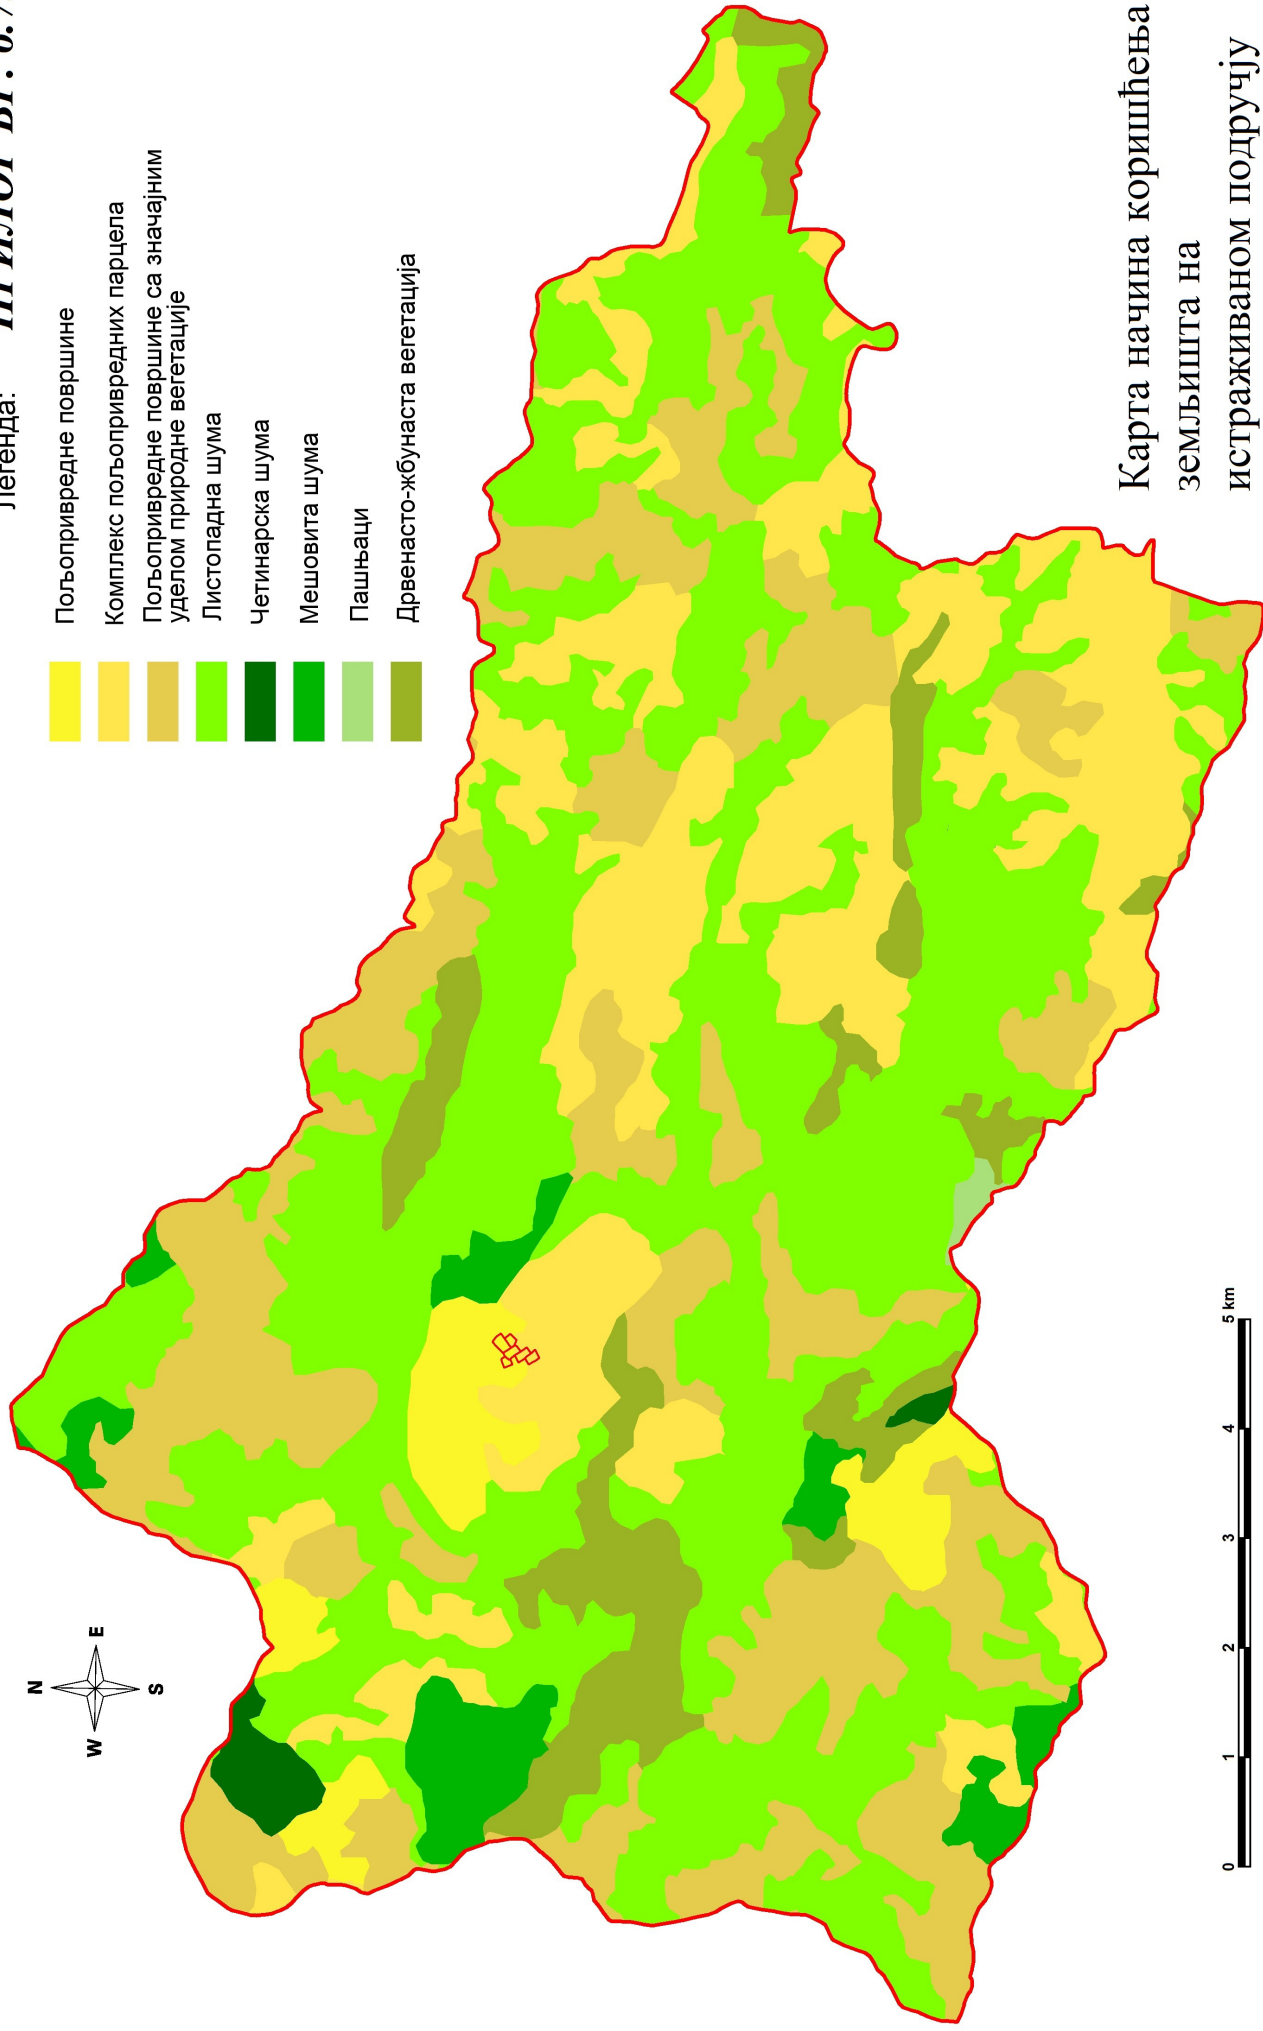 Легенда:
Пољопривредне површине
Комплекс пољопривредних парцела
Пољопривредне површине са значајним
уделом природне вегетације
Листопадна шума
Четинарска шума
Мешовита шума
Пашњаци
Дрвенасто-жбунаста вегетација
N
W E
S
0 1 2 3 4 5 km
Карта начина коришћења
земљишта на
истраживаном подручју